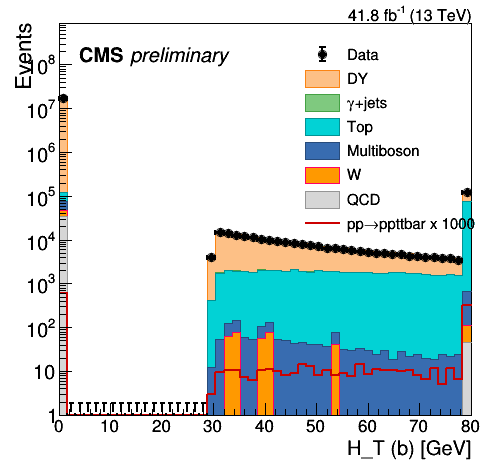 41.8 fb⁻¹ (13 TeV)
Events
CMS preliminary
Data
DY
γ+jets
Top
Multiboson
W
QCD
pp→ppttbar x 1000
10⁸
10⁷
10⁶
10⁵
10⁴
10³
10²
10
1
0 10 20 30 40 50 60 70 80
H_T (b) [GeV]